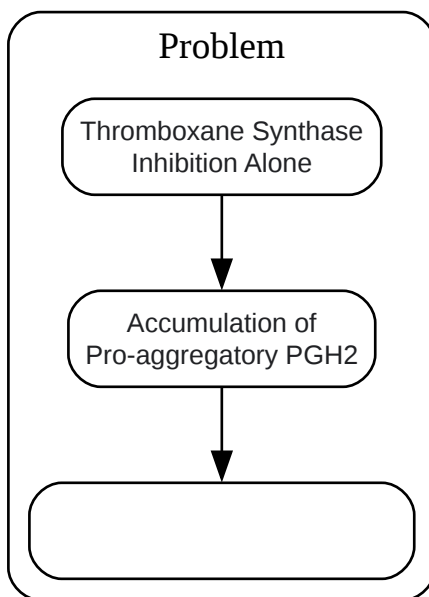 Problem
Thromboxane Synthase
Inhibition Alone
Accumulation of
Pro-aggregatory PGH2